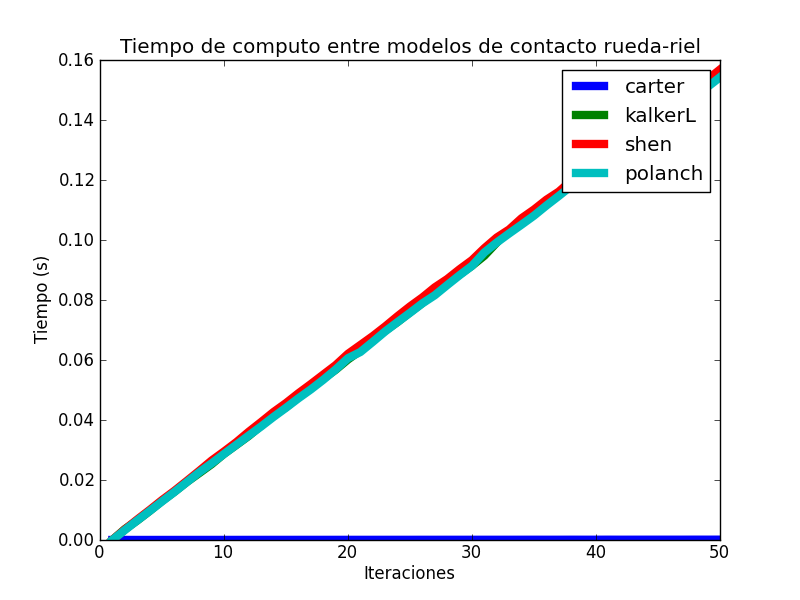 Tiempo de computo entre modelos de contacto rueda-riel
0.16
0.14
0.12
0.10
0.08
0.06
0.04
0.02
0.00
Tiempo (s)
carter
kalkerL
shen
polanch
0
10
20
30
40
50
Iteraciones